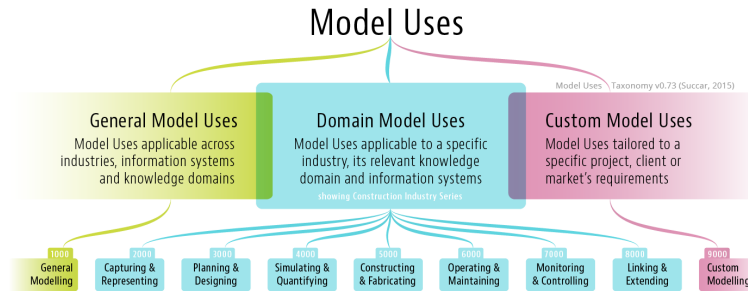 Model Uses
Model Uses   Taxonomy v0.73 (Succar, 2015)
General Model Uses
Model Uses applicable across
industries, information systems
and knowledge domains
Domain Model Uses
Model Uses applicable to a specific
industry, its relevant knowledge
domain and information systems
showing Construction Industry Series
Custom Model Uses
Model Uses tailored to a
specific project, client or
market's requirements
1000
General
Modelling
2000
Capturing &
Representing
3000
Planning &
Designing
4000
Simulating &
Quantifying
5000
Constructing
& Fabricating
6000
Operating &
Maintaining
7000
Monitoring
& Controlling
8000
Linking &
Extending
9000
Custom
Modelling